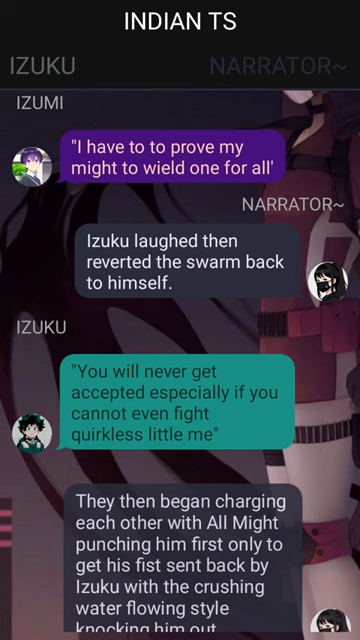 INDIAN TS
IZUKU
NARRATOR~
IZUMI
"I have to to prove my
might to wield one for all'
NARRATOR~
Izuku laughed then
reverted the swarm back
to himself.
IZUKU
"You will never get
accepted especially if you
cannot even fight
quirkless little me"
They then began charging
each other with All Might
punching him first only to
get his fist sent back by
Izuku with the crushing
water flowing style
knocking him out